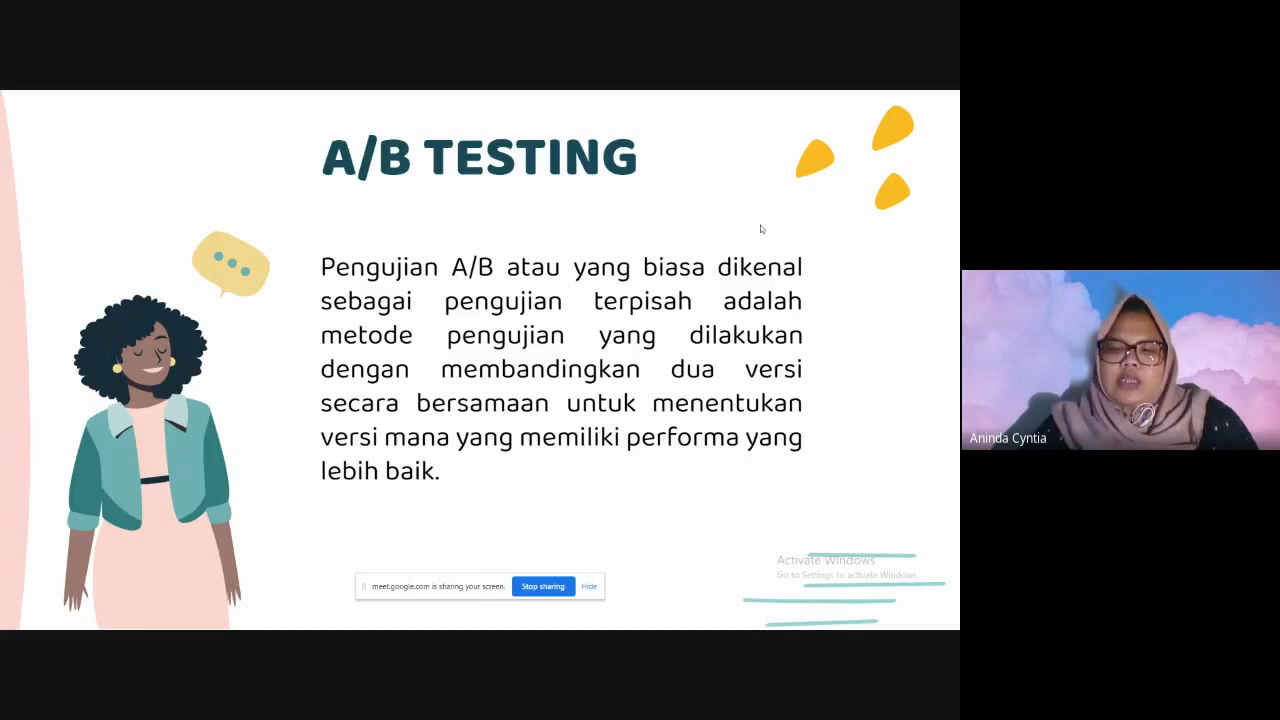 A/B TESTING
Pengujian A/B atau yang biasa dikenal
sebagai pengujian terpisah adalah
metode pengujian yang dilakukan
dengan membandingkan dua versi
secara bersamaan untuk menentukan
versi mana yang memiliki performa yang
lebih baik.
Aninda Cyntia
Activate Windows
Go to Settings to activate Windows.
meet.google.com is sharing your screen. Stop sharing Hide